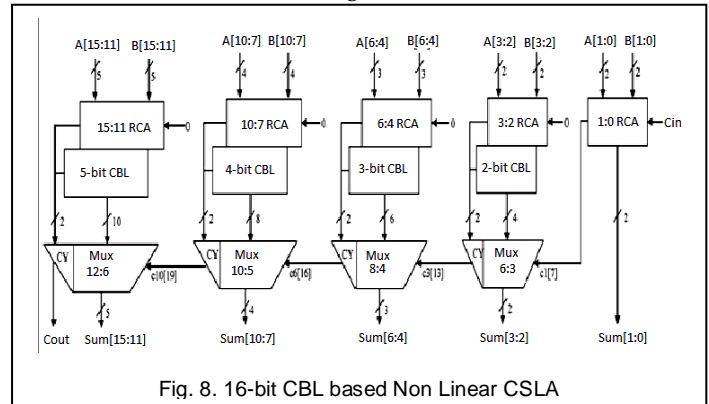 A[15:11] B[15:11] A[10:7] B[10:7] A[6:4] B[6:4] A[3:2] B[3:2] A[1:0] B[1:0]
5 5 4 4 3 3 2 2 2 2
15:11 RCA 0 10:7 RCA 0 6:4 RCA 0 3:2 RCA 0 1:0 RCA Cin
5-bit CBL 4-bit CBL 3-bit CBL 2-bit CBL
2 10 2 8 2 6 2 4 2
CY Mux CY Mux CY Mux CY Mux
12:6 10:5 8:4 6:3
c10[19] c6[16] c3[13] c1[7]
5 4 3 2
Cout Sum[15:11] Sum[10:7] Sum[6:4] Sum[3:2] Sum[1:0]
Fig. 8. 16-bit CBL based Non Linear CSLA